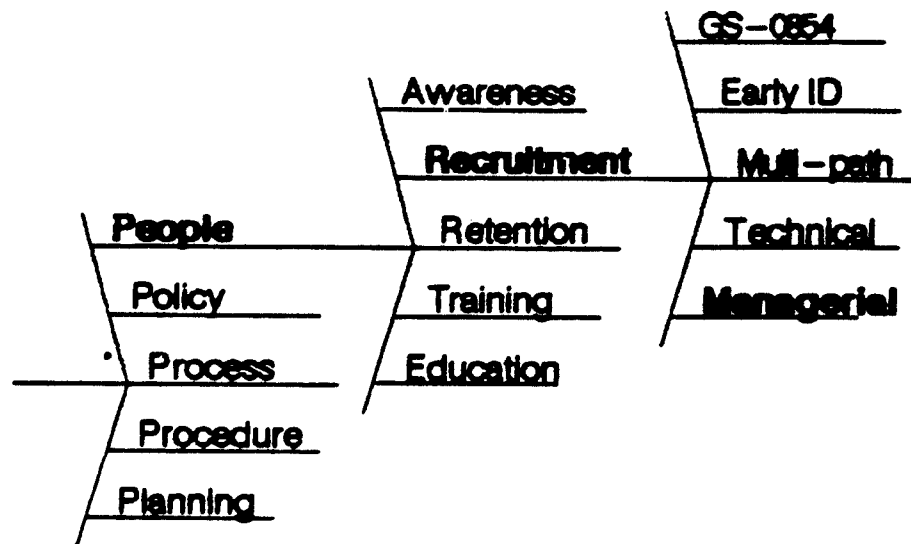 GS-0854
Early ID
Multi-path
Technical
Managerial
Awareness
Recruitment
Retention
Training
Education
People
Policy
Process
Procedure
Planning